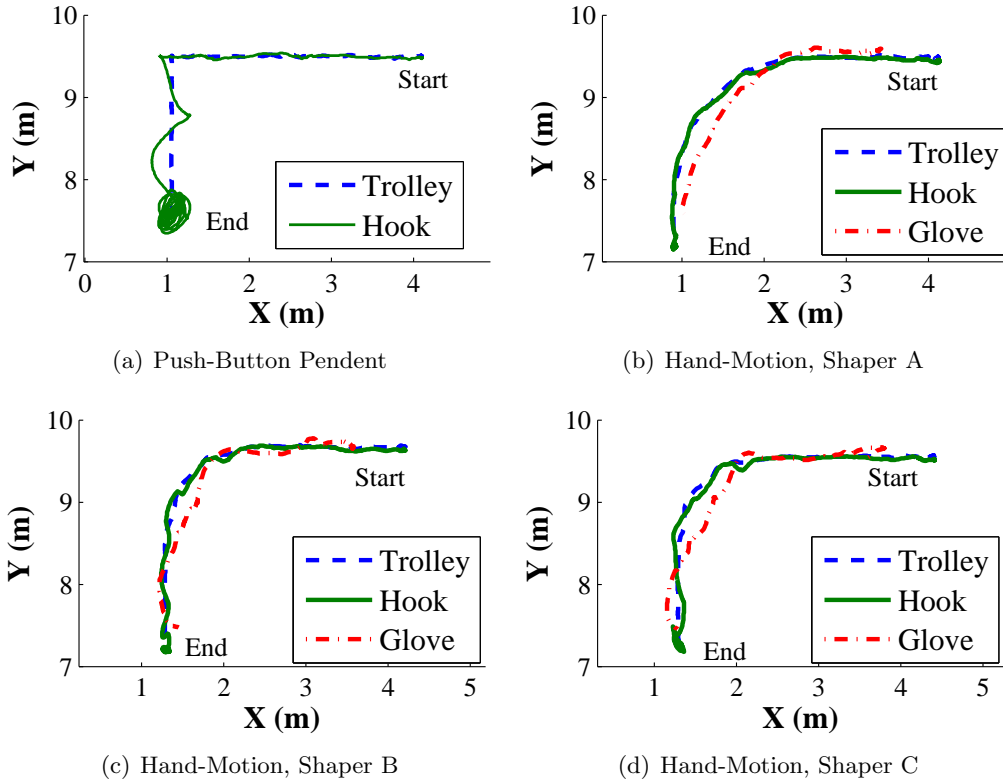 10
9
8
7
Y (m)
Start
End
Trolley
Hook
0
1
2
3
4
X (m)
(a) Push-Button Pendent
10
9
8
7
Y (m)
Start
End
Trolley
Hook
Glove
1
2
3
4
X (m)
(b) Hand-Motion, Shaper A
10
9
8
7
Y (m)
Start
End
Trolley
Hook
Glove
1
2
3
4
5
X (m)
(c) Hand-Motion, Shaper B
10
9
8
7
Y (m)
Start
End
Trolley
Hook
Glove
1
2
3
4
5
X (m)
(d) Hand-Motion, Shaper C